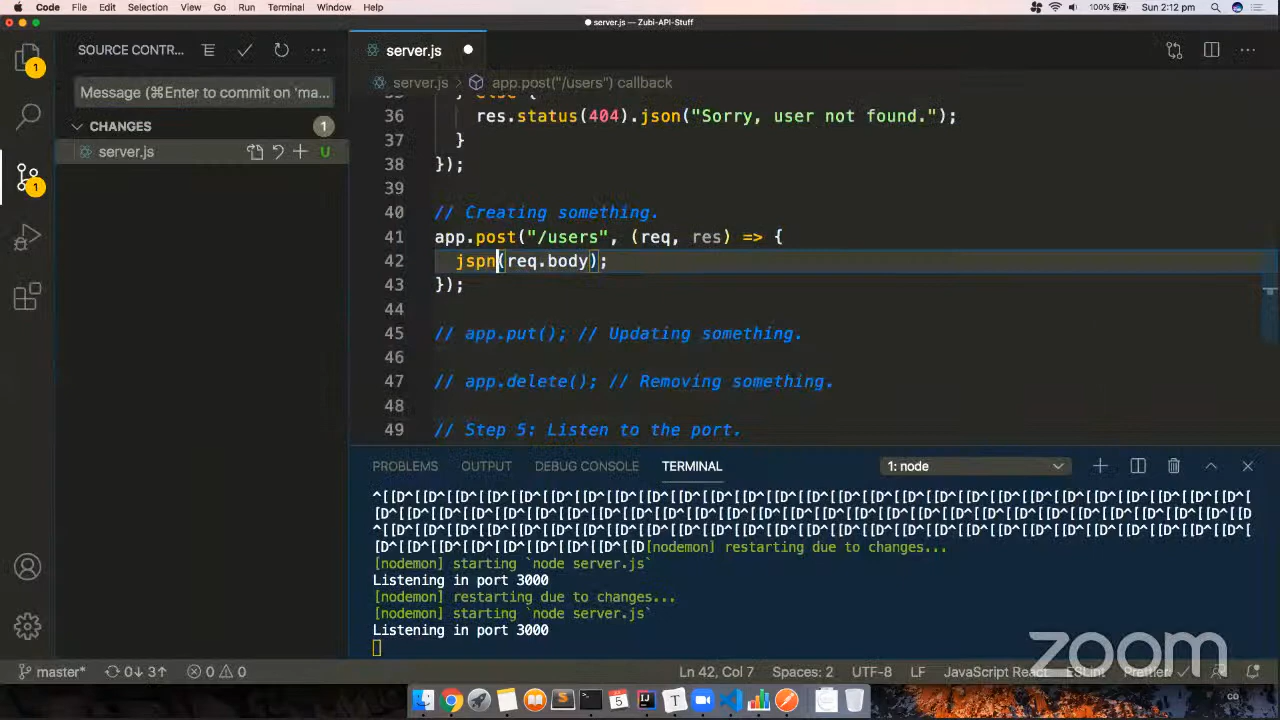 Code File Edit Selection View Go Run Terminal Window Help 100% Sun 2:12 pm
server.js — Zubi-API-Stuff
SOURCE CONTR...
server.js
1
Message (⌘Enter to commit on 'ma...
server.js > app.post("/users") callback
CHANGES 1
server.js U
1
36 res.status(404).json("Sorry, user not found.");
37 }
38 });
39
40 // Creating something.
41 app.post("/users", (req, res) => {
42 jspn(req.body);
43 });
44
45 // app.put(); // Updating something.
46
47 // app.delete(); // Removing something.
48
49 // Step 5: Listen to the port.
PROBLEMS OUTPUT DEBUG CONSOLE TERMINAL 1: node
[nodemon] restarting due to changes...
[nodemon] starting `node server.js`
Listening in port 3000
[nodemon] restarting due to changes...
[nodemon] starting `node server.js`
Listening in port 3000
zoom
master* 0↓ 3↑ 0 0 Ln 42, Col 7 Spaces: 2 UTF-8 LF JavaScript React ESLint Prettier
5